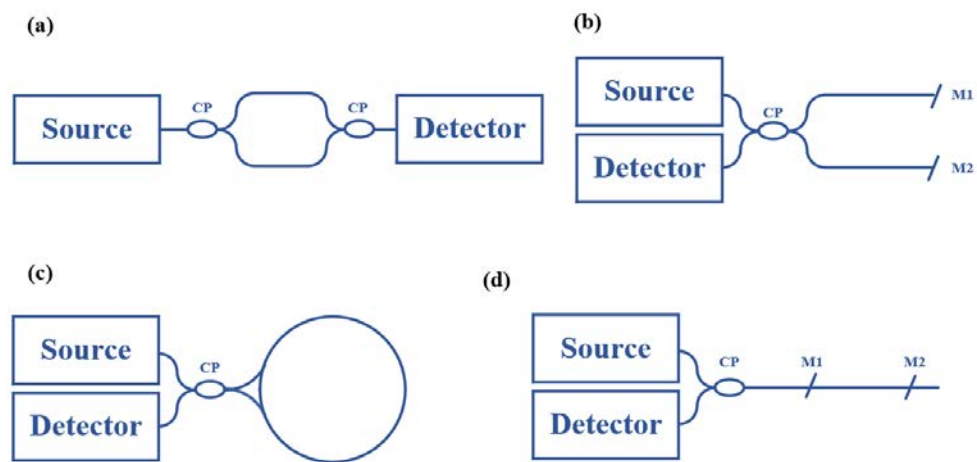 (a)
Source
CP
CP
Detector
(b)
Source
Detector
CP
M1
M2
(c)
Source
Detector
CP
(d)
Source
Detector
CP
M1
M2